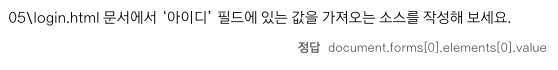 05\login.html 문서에서 ‘아이디’ 필드에 있는 값을 가져오는 소스를 작성해 보세요.
정답 document.forms[0].elements[0].value